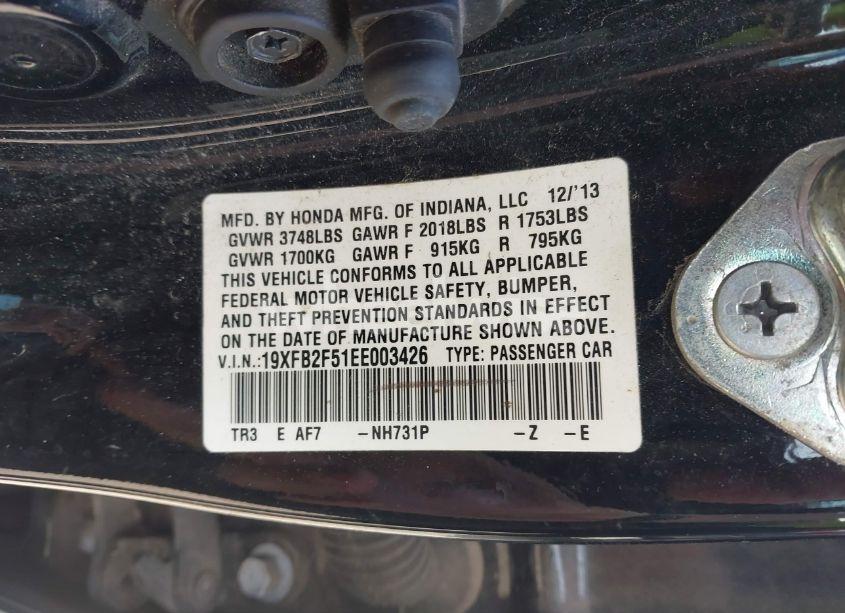 MFD. BY HONDA MFG. OF INDIANA, LLC 12/'13
GVWR 3748LBS GAWR F 2018LBS R 1753LBS
GVWR 1700KG GAWR F 915KG R 795KG
THIS VEHICLE CONFORMS TO ALL APPLICABLE
FEDERAL MOTOR VEHICLE SAFETY, BUMPER,
AND THEFT PREVENTION STANDARDS IN EFFECT
ON THE DATE OF MANUFACTURE SHOWN ABOVE.
V.I.N.:19XFB2F51EE003426 TYPE: PASSENGER CAR
TR3 E AF7 -NH731P -Z -E